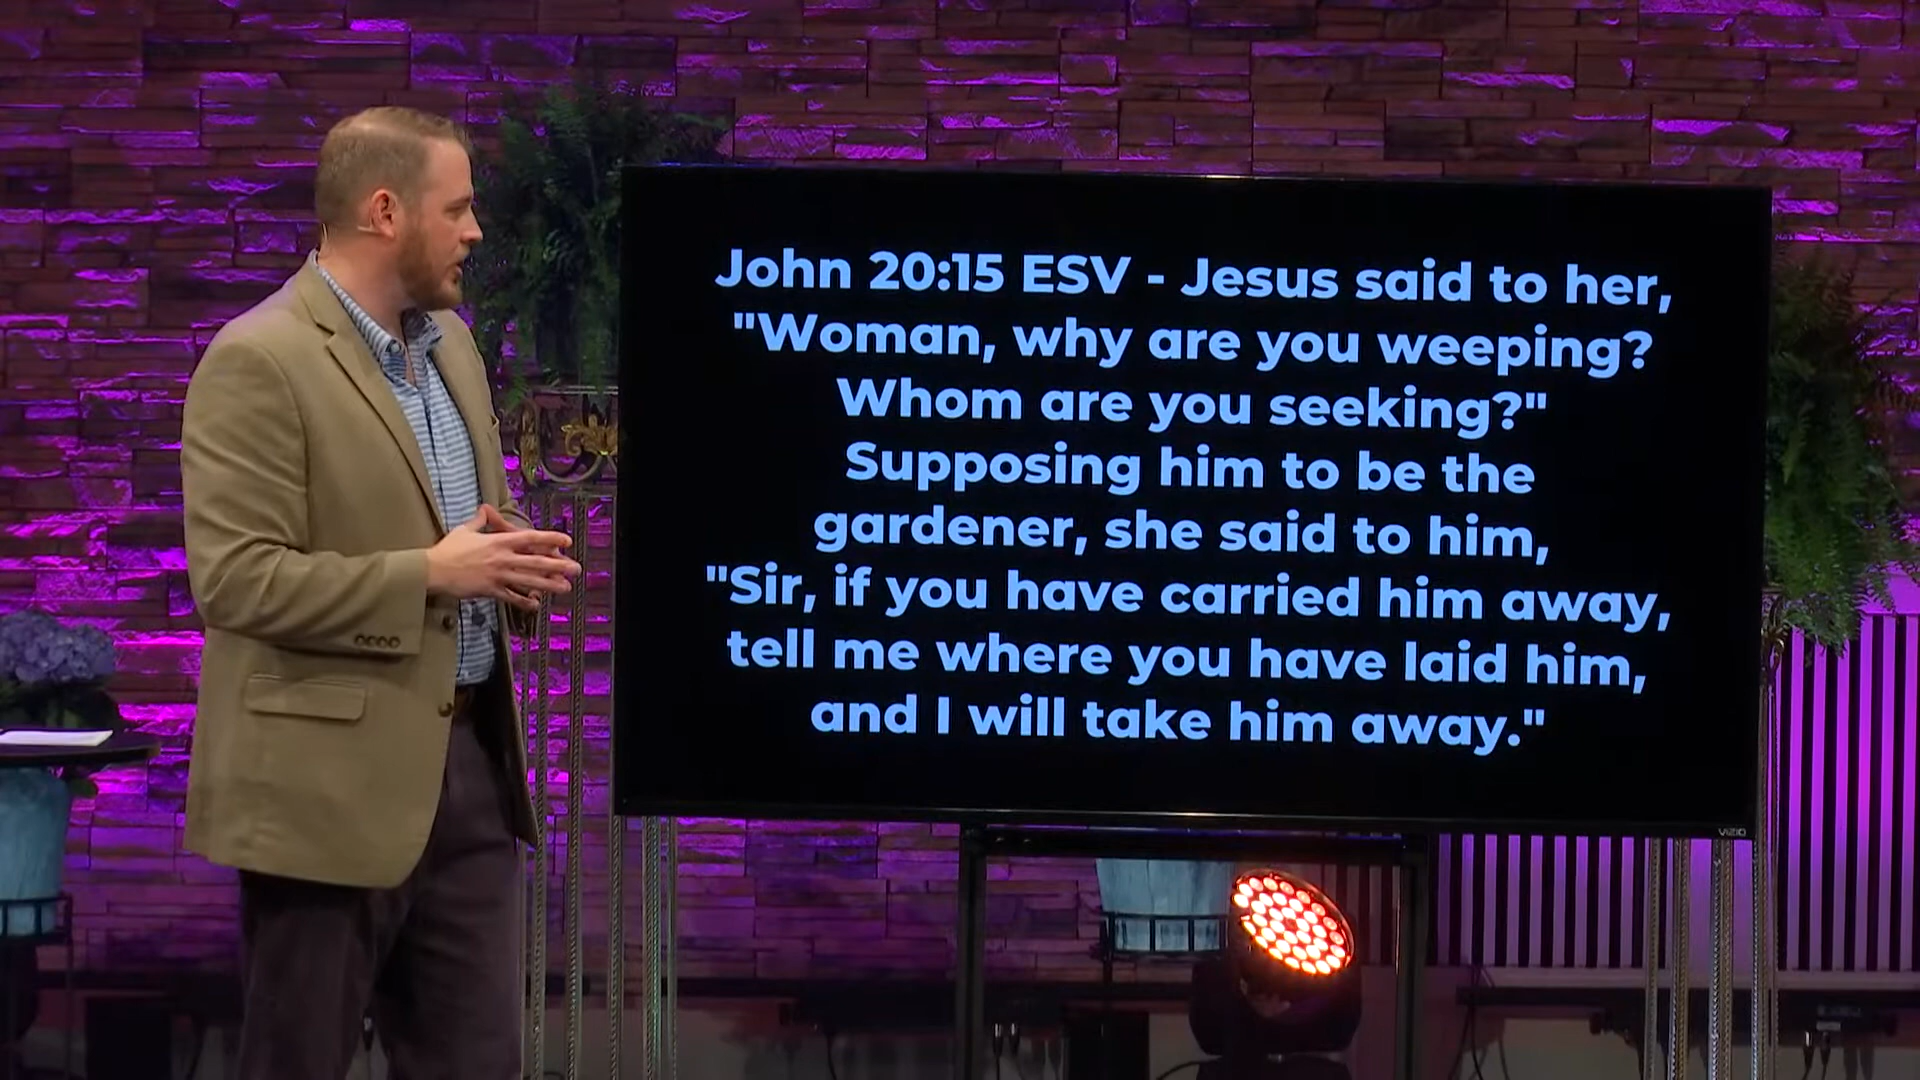 John 20:15 ESV - Jesus said to her,
"Woman, why are you weeping?
Whom are you seeking?"
Supposing him to be the
gardener, she said to him,
"Sir, if you have carried him away,
tell me where you have laid him,
and I will take him away."
VIZIO